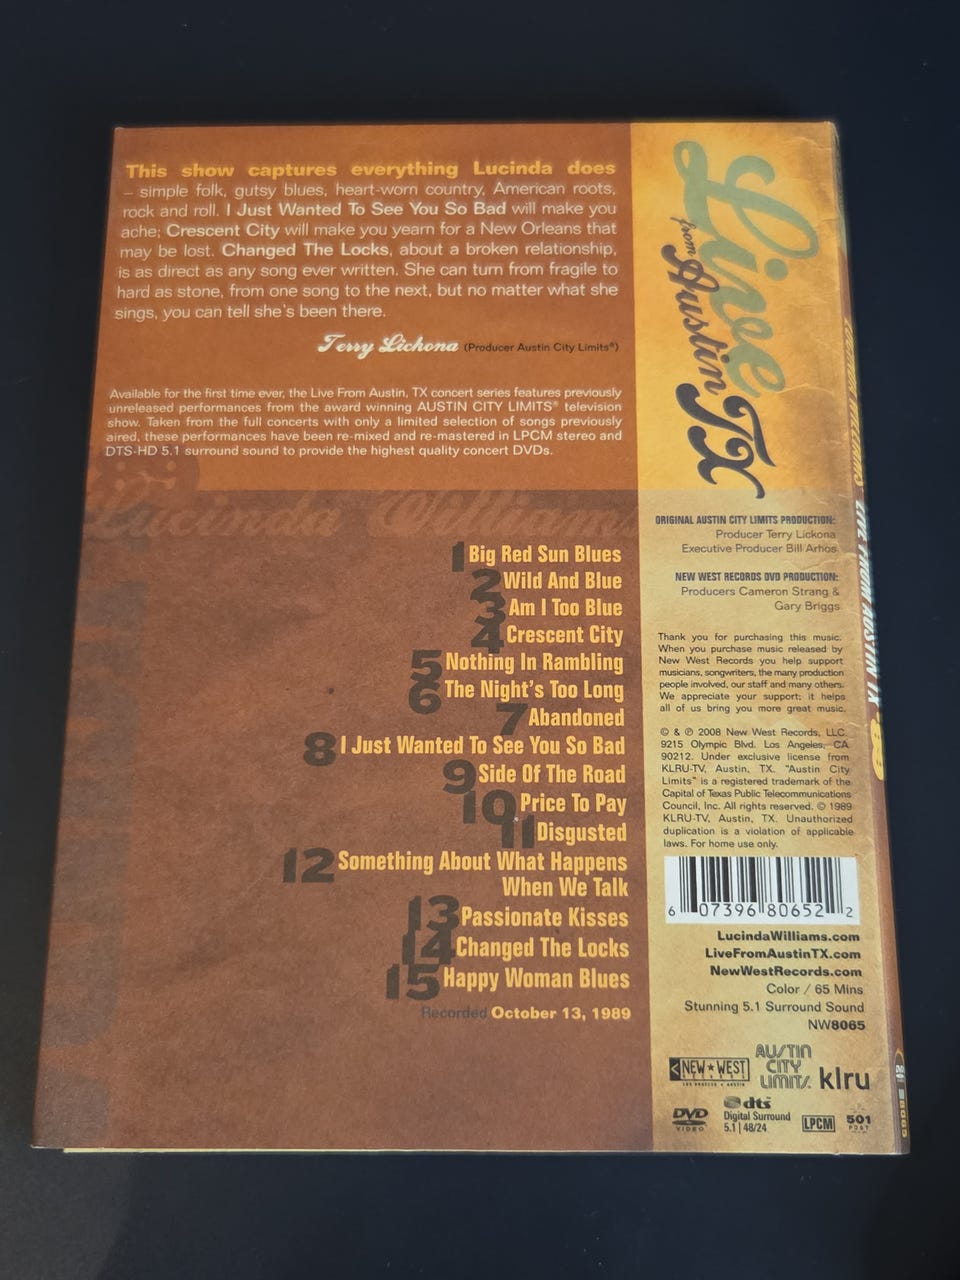 This show captures everything Lucinda does
– simple folk, gutsy blues, heart-worn country, American roots,
rock and roll. I Just Wanted To See You So Bad will make you
ache; Crescent City will make you yearn for a New Orleans that
may be lost. Changed The Locks, about a broken relationship,
is as direct as any song ever written. She can turn from fragile to
hard as stone, from one song to the next, but no matter what she
sings, you can tell she's been there.
Terry Lichona (Producer Austin City Limits®)
Available for the first time ever, the Live From Austin, TX concert series features previously
unreleased performances from the award winning AUSTIN CITY LIMITS® television
show. Taken from the full concerts with only a limited selection of songs previously
aired, these performances have been re-mixed and re-mastered in LPCM stereo and
DTS-HD 5.1 surround sound to provide the highest quality concert DVDs.
Lucinda Williams
1 Big Red Sun Blues
2 Wild And Blue
3 Am I Too Blue
4 Crescent City
5 Nothing In Rambling
6 The Night's Too Long
7 Abandoned
8 I Just Wanted To See You So Bad
9 Side Of The Road
10 Price To Pay
11 Disgusted
12 Something About What Happens
When We Talk
13 Passionate Kisses
14 Changed The Locks
15 Happy Woman Blues
Recorded October 13, 1989
Live
from Austin TX
ORIGINAL AUSTIN CITY LIMITS PRODUCTION:
Producer Terry Lickona
Executive Producer Bill Arhos
NEW WEST RECORDS DVD PRODUCTION:
Producers Cameron Strang &
Gary Briggs
Thank you for purchasing this music.
When you purchase music released by
New West Records you help support
musicians, songwriters, the many production
people involved, our staff and many others.
We appreciate your support; it helps
all of us bring you more great music.
© & ℗ 2008 New West Records, LLC.
9215 Olympic Blvd. Los Angeles, CA
90212. Under exclusive license from
KLRU-TV, Austin, TX. "Austin City
Limits" is a registered trademark of the
Capital of Texas Public Telecommunications
Council, Inc. All rights reserved. © 1989
KLRU-TV, Austin, TX. Unauthorized
duplication is a violation of applicable
laws. For home use only.
6 07396 80652 2
LucindaWilliams.com
LiveFromAustinTX.com
NewWestRecords.com
Color / 65 Mins
Stunning 5.1 Surround Sound
NW8065
NEW WEST
RECORDS
LOS ANGELES ★ AUSTIN
AUSTIN
CITY
LIMITS.
klru
DVD
VIDEO
dts
Digital Surround
5.1 | 48/24
LPCM
501
POST
LIVE FROM AUSTIN TX